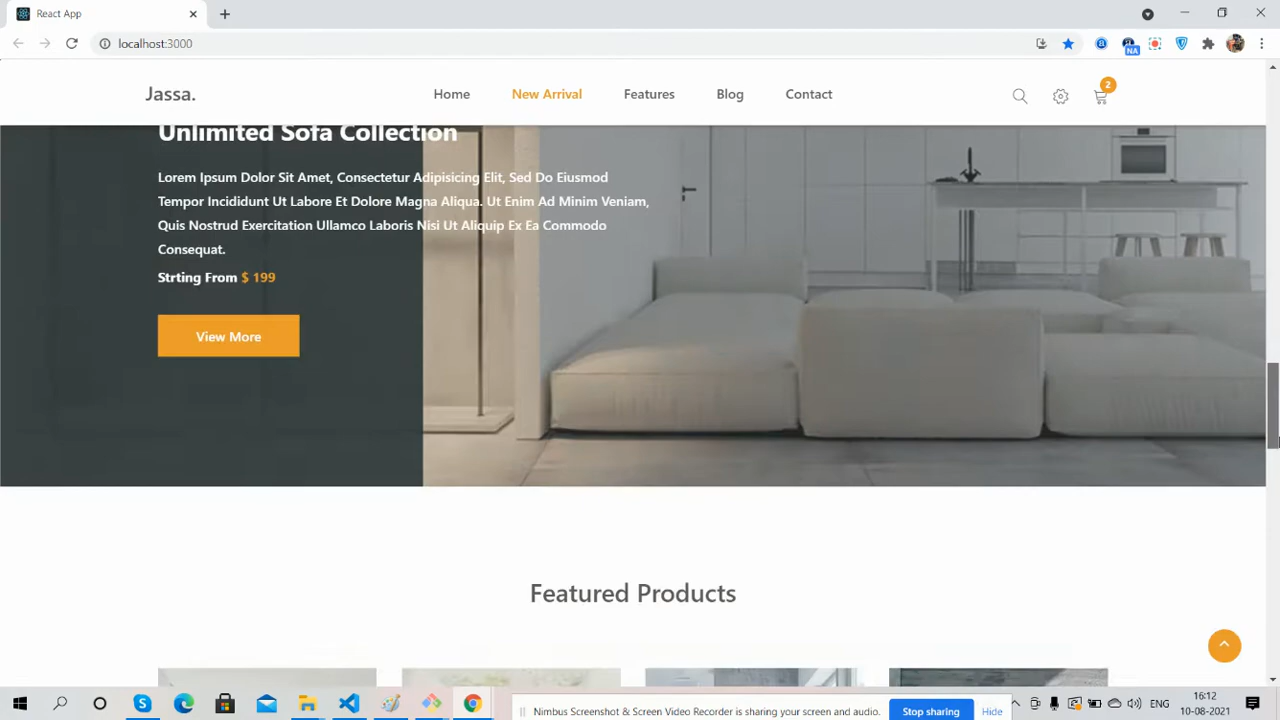 React App
localhost:3000
NA
Jassa.
Home
New Arrival
Features
Blog
Contact
2
Unlimited Sofa Collection
Lorem Ipsum Dolor Sit Amet, Consectetur Adipisicing Elit, Sed Do Eiusmod
Tempor Incididunt Ut Labore Et Dolore Magna Aliqua. Ut Enim Ad Minim Veniam,
Quis Nostrud Exercitation Ullamco Laboris Nisi Ut Aliquip Ex Ea Commodo
Consequat.
Strting From $ 199
View More
Featured Products
Nimbus Screenshot & Screen Video Recorder is sharing your screen and audio.
Stop sharing
Hide
ENG
16:12
10-08-2021